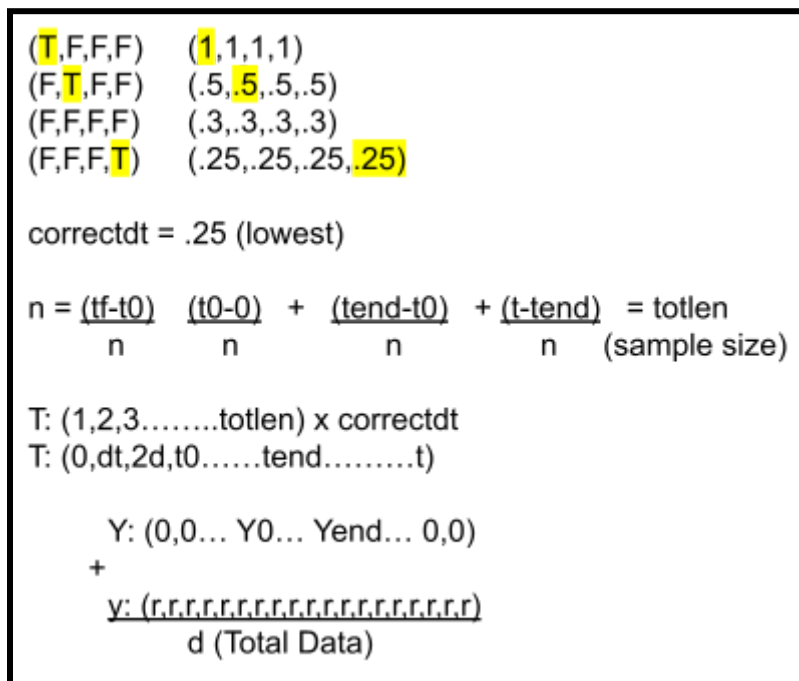 (T,F,F,F) (1,1,1,1)
(F,T,F,F) (.5,.5,.5,.5)
(F,F,F,F) (.3,.3,.3,.3)
(F,F,F,T) (.25,.25,.25,.25)
correctdt = .25 (lowest)
n = (tf-t0) (t0-0) + (tend-t0) + (t-tend) = totlen
n n n n (sample size)
T: (1,2,3........totlen) x correctdt
T: (0,dt,2d,t0......tend.........t)
Y: (0,0... Y0... Yend... 0,0)
+
y: (r,r,r,r,r,r,r,r,r,r,r,r,r,r,r,r,r,r,r)
d (Total Data)